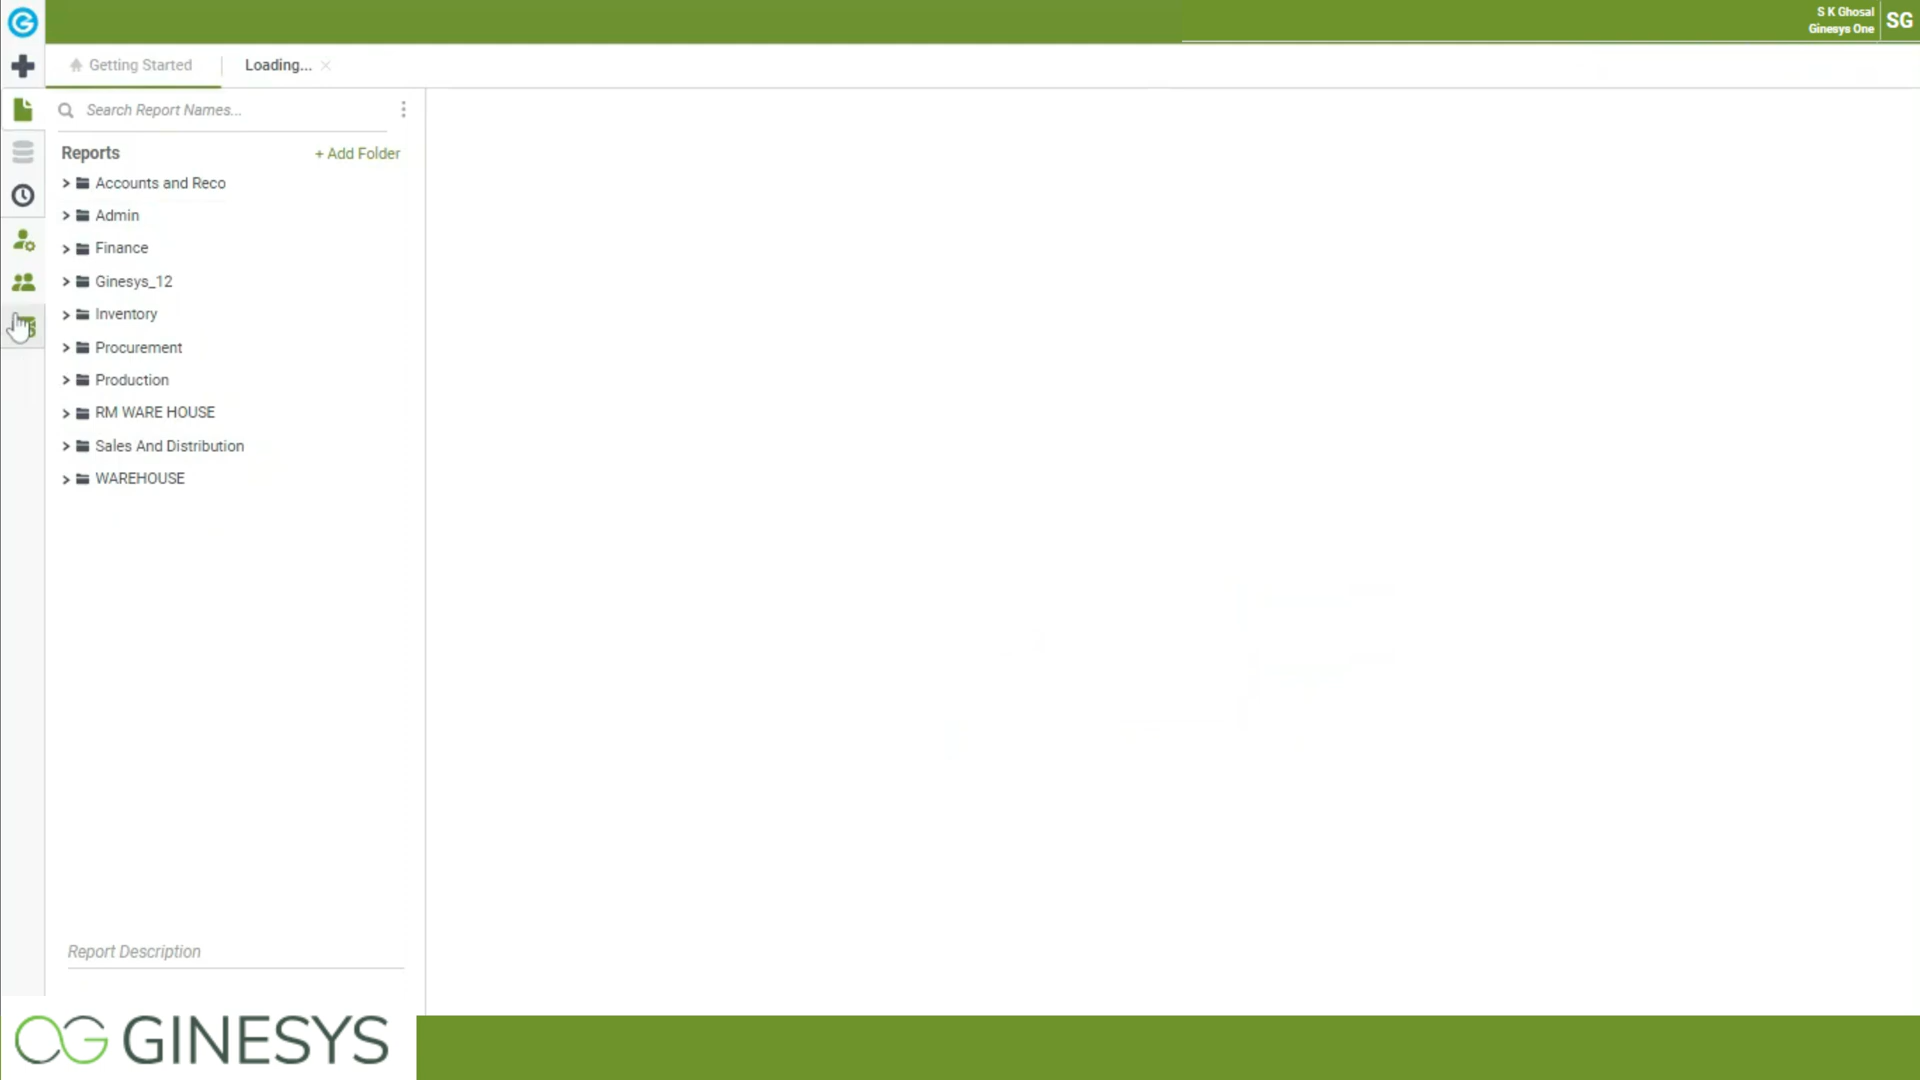 S K Ghosal
Ginesys One
SG
Getting Started
Loading...
Search Report Names...
Reports
+ Add Folder
Accounts and Reco
Admin
Finance
Ginesys_12
Inventory
Procurement
Production
RM WARE HOUSE
Sales And Distribution
WAREHOUSE
Report Description
GINESYS